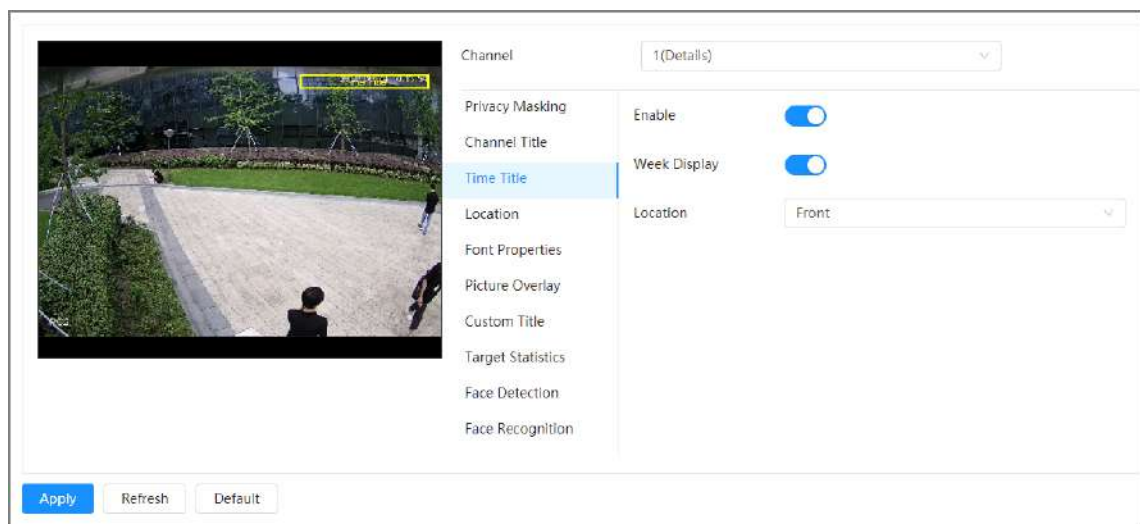 Channel
1(Details)
Privacy Masking
Channel Title
Time Title
Location
Font Properties
Picture Overlay
Custom Title
Target Statistics
Face Detection
Face Recognition
Enable
Week Display
Location
Front
Apply
Refresh
Default